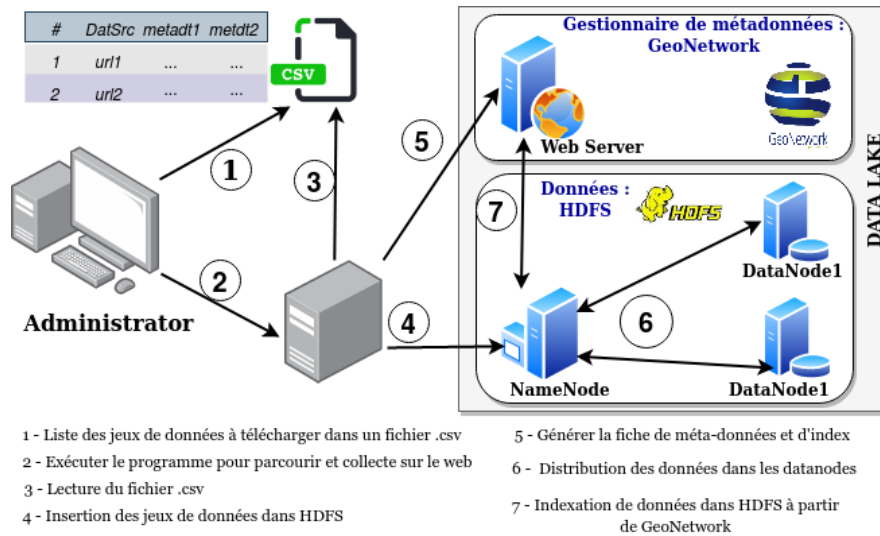 # DatSrc metadt1 metdt2
1 url1 ... ...
2 url2 ... ...
CSV
Gestionnaire de métadonnées :
GeoNetwork
GeoNetwork
Web Server
1
5
3
7
2
4
6
Données :
HDFS
HDFS
DATA LAKE
DataNode1
DataNode1
NameNode
Administrator
1 - Liste des jeux de données à télécharger dans un fichier .csv
2 - Exécuter le programme pour parcourir et collecte sur le web
3 - Lecture du fichier .csv
4 - Insertion des jeux de données dans HDFS
5 - Générer la fiche de méta-données et d'index
6 - Distribution des données dans les datanodes
7 - Indexation de données dans HDFS à partir
de GeoNetwork